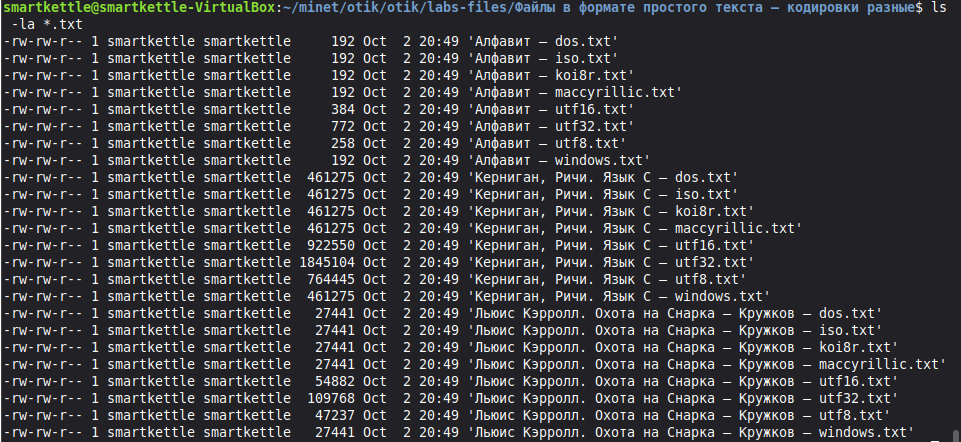 smartkettle@smartkettle-VirtualBox:~/minet/otik/otik/labs-files/Файлы в формате простого текста — кодировки разные$ ls
 -la *.txt
-rw-rw-r-- 1 smartkettle smartkettle     192 Oct  2 20:49 'Алфавит — dos.txt'
-rw-rw-r-- 1 smartkettle smartkettle     192 Oct  2 20:49 'Алфавит — iso.txt'
-rw-rw-r-- 1 smartkettle smartkettle     192 Oct  2 20:49 'Алфавит — koi8r.txt'
-rw-rw-r-- 1 smartkettle smartkettle     192 Oct  2 20:49 'Алфавит — maccyrillic.txt'
-rw-rw-r-- 1 smartkettle smartkettle     384 Oct  2 20:49 'Алфавит — utf16.txt'
-rw-rw-r-- 1 smartkettle smartkettle     772 Oct  2 20:49 'Алфавит — utf32.txt'
-rw-rw-r-- 1 smartkettle smartkettle     258 Oct  2 20:49 'Алфавит — utf8.txt'
-rw-rw-r-- 1 smartkettle smartkettle     192 Oct  2 20:49 'Алфавит — windows.txt'
-rw-rw-r-- 1 smartkettle smartkettle  461275 Oct  2 20:49 'Керниган, Ричи. Язык C — dos.txt'
-rw-rw-r-- 1 smartkettle smartkettle  461275 Oct  2 20:49 'Керниган, Ричи. Язык C — iso.txt'
-rw-rw-r-- 1 smartkettle smartkettle  461275 Oct  2 20:49 'Керниган, Ричи. Язык C — koi8r.txt'
-rw-rw-r-- 1 smartkettle smartkettle  461275 Oct  2 20:49 'Керниган, Ричи. Язык C — maccyrillic.txt'
-rw-rw-r-- 1 smartkettle smartkettle  922550 Oct  2 20:49 'Керниган, Ричи. Язык C — utf16.txt'
-rw-rw-r-- 1 smartkettle smartkettle 1845104 Oct  2 20:49 'Керниган, Ричи. Язык C — utf32.txt'
-rw-rw-r-- 1 smartkettle smartkettle  764445 Oct  2 20:49 'Керниган, Ричи. Язык C — utf8.txt'
-rw-rw-r-- 1 smartkettle smartkettle  461275 Oct  2 20:49 'Керниган, Ричи. Язык C — windows.txt'
-rw-rw-r-- 1 smartkettle smartkettle   27441 Oct  2 20:49 'Льюис Кэрролл. Охота на Снарка — Кружков — dos.txt'
-rw-rw-r-- 1 smartkettle smartkettle   27441 Oct  2 20:49 'Льюис Кэрролл. Охота на Снарка — Кружков — iso.txt'
-rw-rw-r-- 1 smartkettle smartkettle   27441 Oct  2 20:49 'Льюис Кэрролл. Охота на Снарка — Кружков — koi8r.txt'
-rw-rw-r-- 1 smartkettle smartkettle   27441 Oct  2 20:49 'Льюис Кэрролл. Охота на Снарка — Кружков — maccyrillic.txt'
-rw-rw-r-- 1 smartkettle smartkettle   54882 Oct  2 20:49 'Льюис Кэрролл. Охота на Снарка — Кружков — utf16.txt'
-rw-rw-r-- 1 smartkettle smartkettle  109768 Oct  2 20:49 'Льюис Кэрролл. Охота на Снарка — Кружков — utf32.txt'
-rw-rw-r-- 1 smartkettle smartkettle   47237 Oct  2 20:49 'Льюис Кэрролл. Охота на Снарка — Кружков — utf8.txt'
-rw-rw-r-- 1 smartkettle smartkettle   27441 Oct  2 20:49 'Льюис Кэрролл. Охота на Снарка — Кружков — windows.txt'